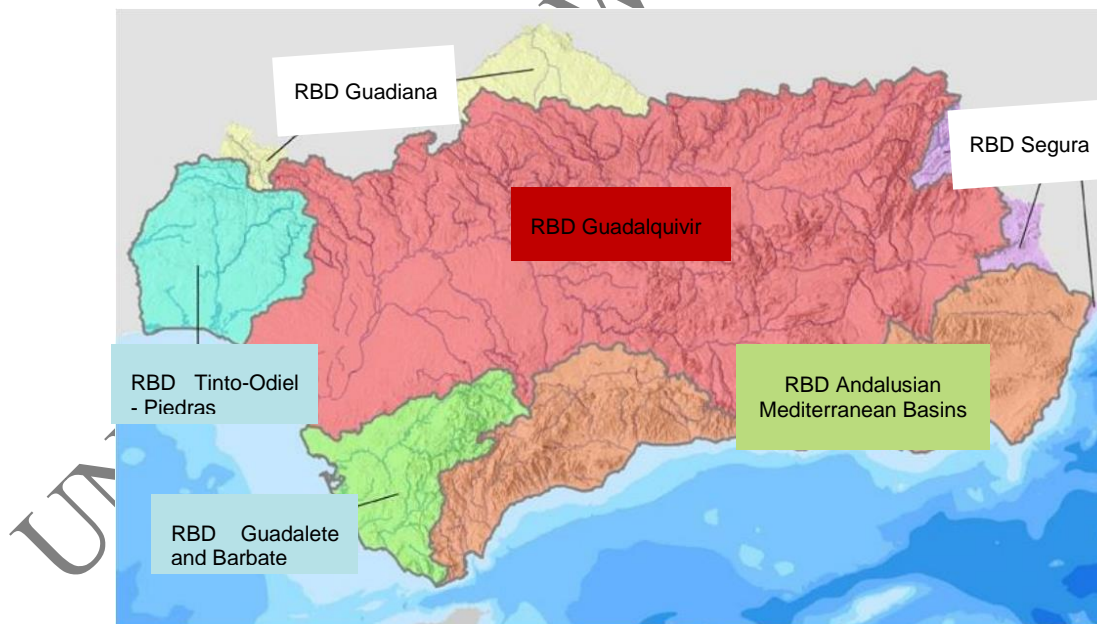 RBD Guadiana
RBD Segura
RBD Guadalquivir
RBD Tinto-Odiel
- Piedras
RBD Andalusian
Mediterranean Basins
RBD Guadalete
and Barbate